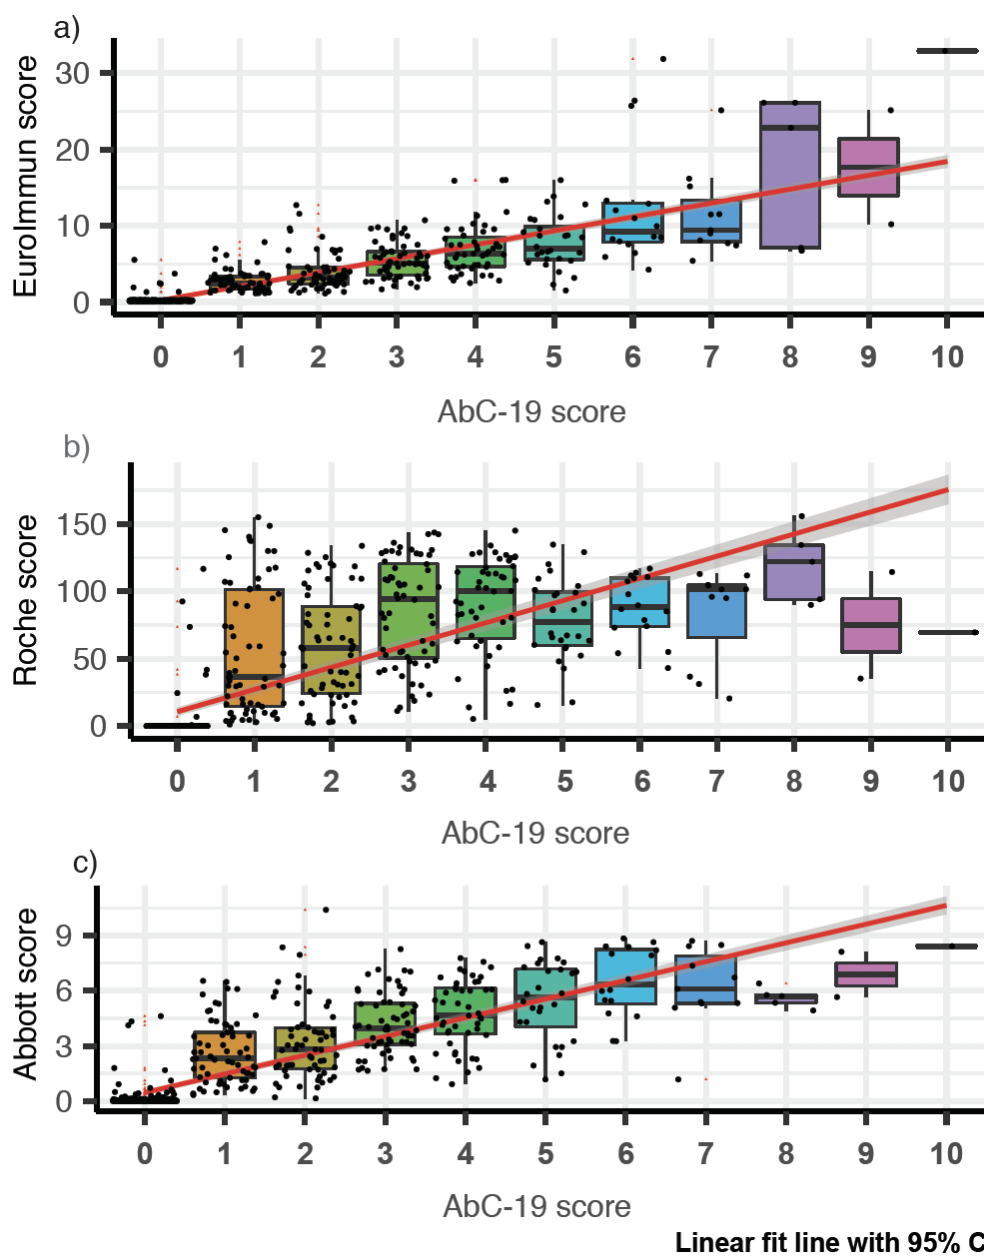 a)
EuroImmun score
30
20
10
0
0 1 2 3 4 5 6 7 8 9 10
AbC-19 score
b)
Roche score
150
100
50
0
0 1 2 3 4 5 6 7 8 9 10
AbC-19 score
c)
Abbott score
9
6
3
0
0 1 2 3 4 5 6 7 8 9 10
AbC-19 score
Linear fit line with 95% C